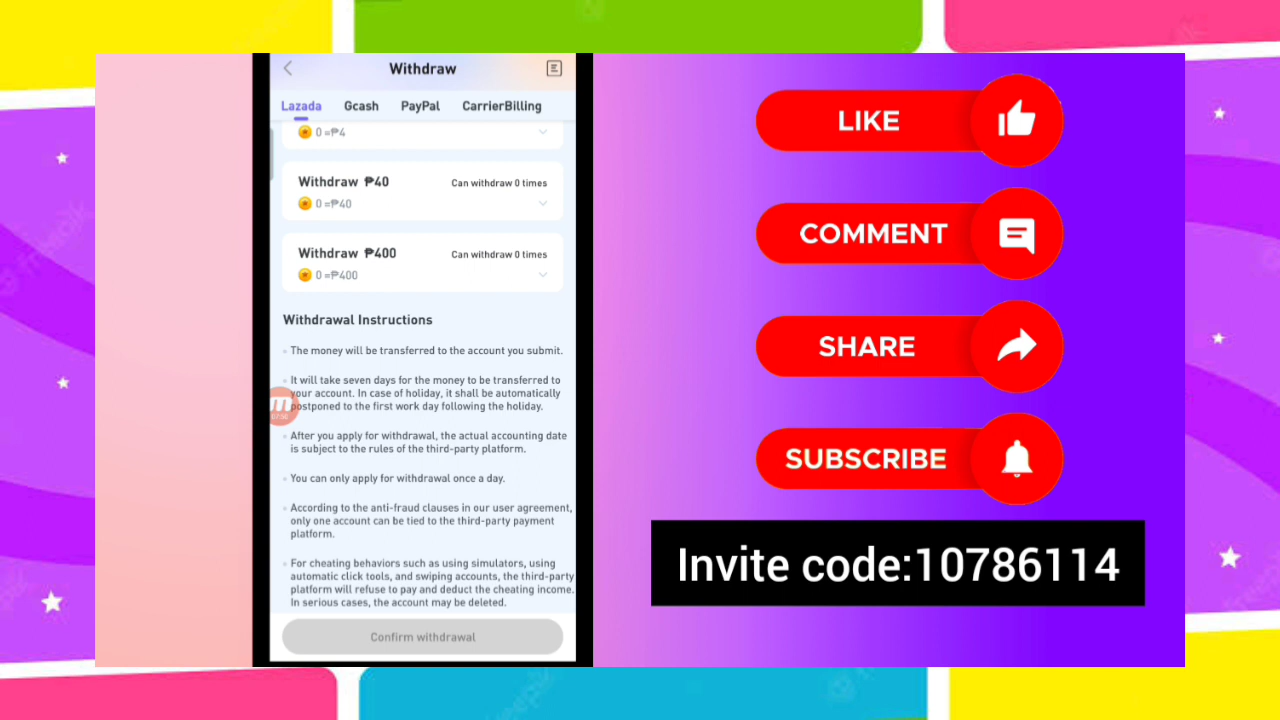 Withdraw
Lazada Gcash PayPal CarrierBilling
0 =₱4
Withdraw ₱40 Can withdraw 0 times
0 =₱40
Withdraw ₱400 Can withdraw 0 times
0 =₱400
Withdrawal Instructions
The money will be transferred to the account you submit.
It will take seven days for the money to be transferred to
your account. In case of holiday, it shall be automatically
postponed to the first work day following the holiday.
After you apply for withdrawal, the actual accounting date
is subject to the rules of the third-party platform.
You can only apply for withdrawal once a day.
According to the anti-fraud clauses in our user agreement,
only one account can be tied to the third-party payment
platform.
For cheating behaviors such as using simulators, using
automatic click tools, and swiping accounts, the third-party
platform will refuse to pay and deduct the cheating income.
In serious cases, the account may be deleted.
Confirm withdrawal
LIKE
COMMENT
SHARE
SUBSCRIBE
Invite code:10786114